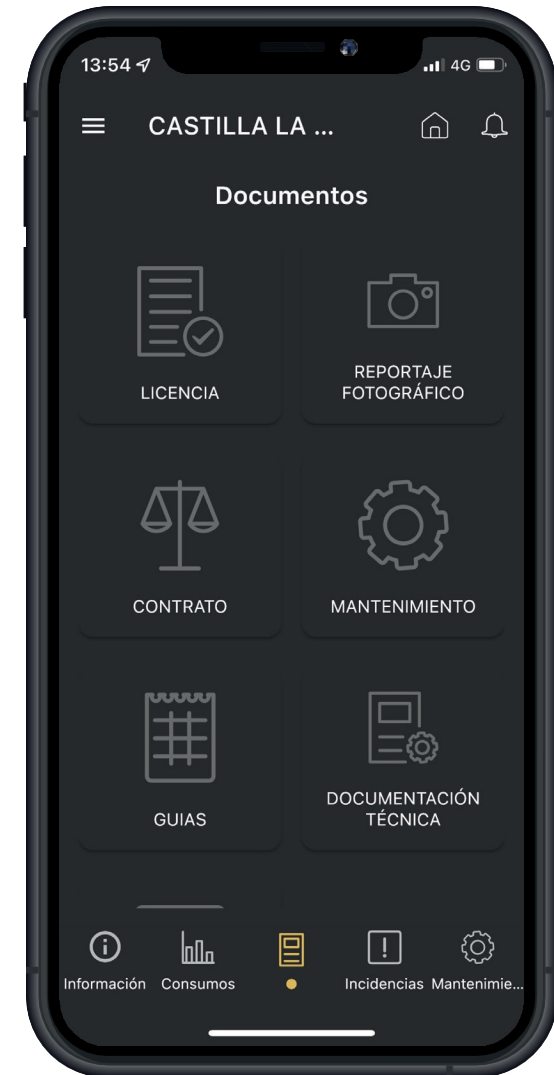 13:54
4G
CASTILLA LA ...
Documentos
LICENCIA
REPORTAJE
FOTOGRÁFICO
CONTRATO
MANTENIMIENTO
GUIAS
DOCUMENTACIÓN
TÉCNICA
Información
Consumos
Incidencias
Mantenimie...